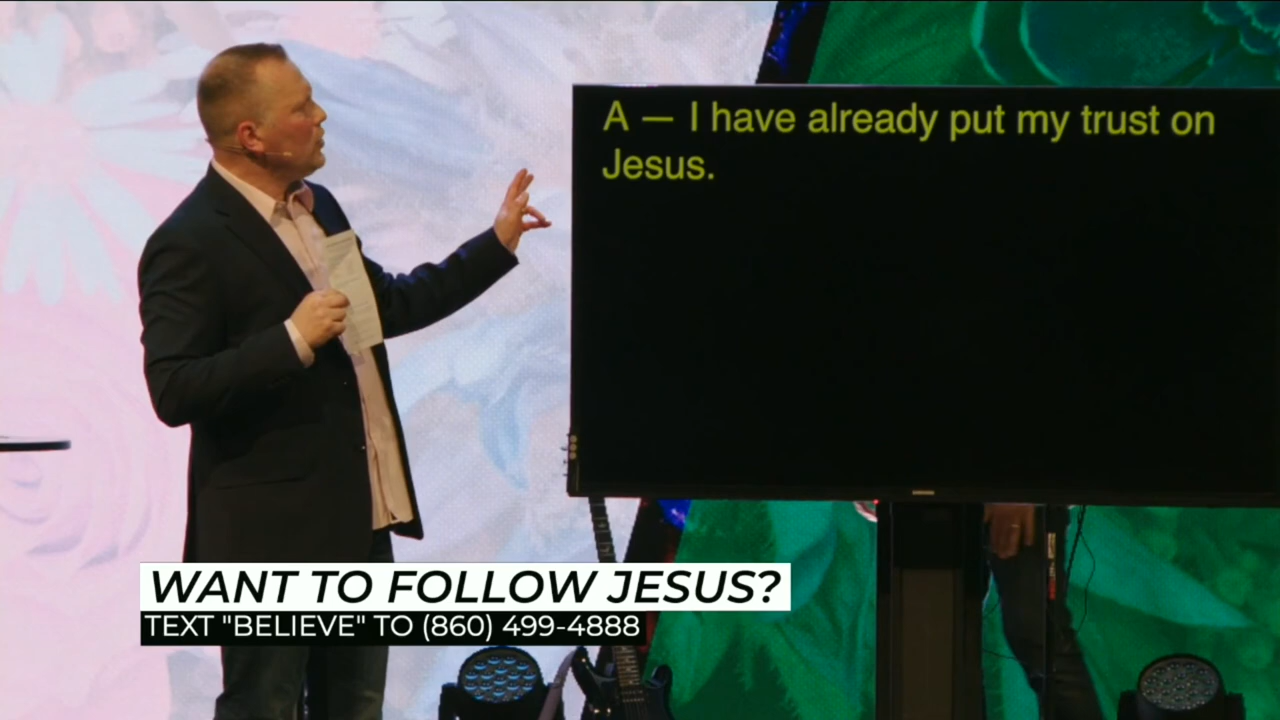 A — I have already put my trust on
Jesus.
WANT TO FOLLOW JESUS?
TEXT "BELIEVE" TO (860) 499-4888